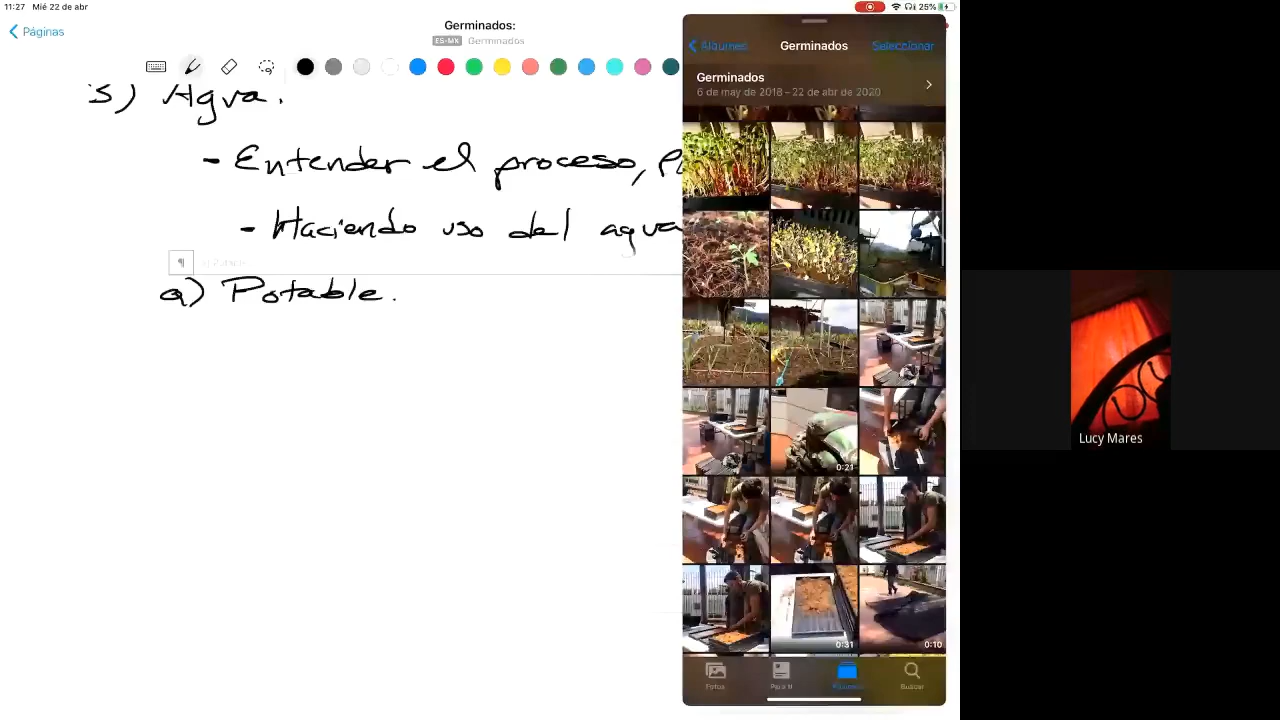 11:27 Mié 22 de abr
25%
Páginas
Germinados:
ES-MX Germinados
s) Agua.
- Entender el proceso,
- Haciendo uso del agua
a) Potable.
Álbumes Germinados Seleccionar
Germinados
6 de may de 2018 – 22 de abr de 2020
0:21
0:31
0:10
Fotos Para ti Álbumes Buscar
Lucy Mares